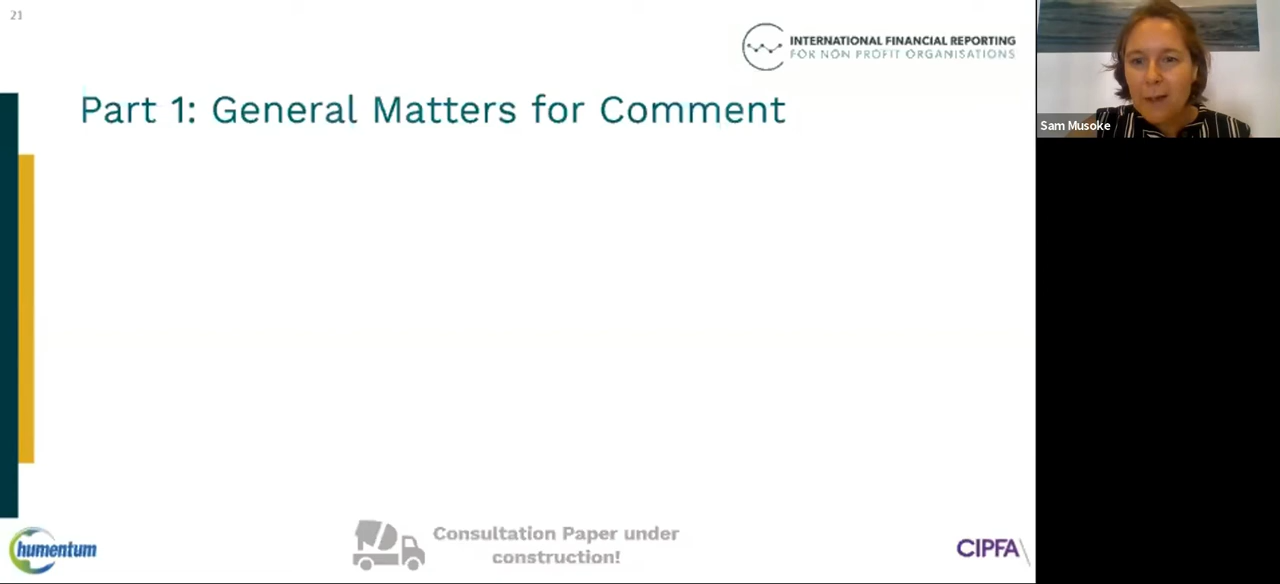 21
INTERNATIONAL FINANCIAL REPORTING
FOR NON PROFIT ORGANISATIONS
Part 1: General Matters for Comment
Sam Musoke
humentum
Consultation Paper under
construction!
CIPFA